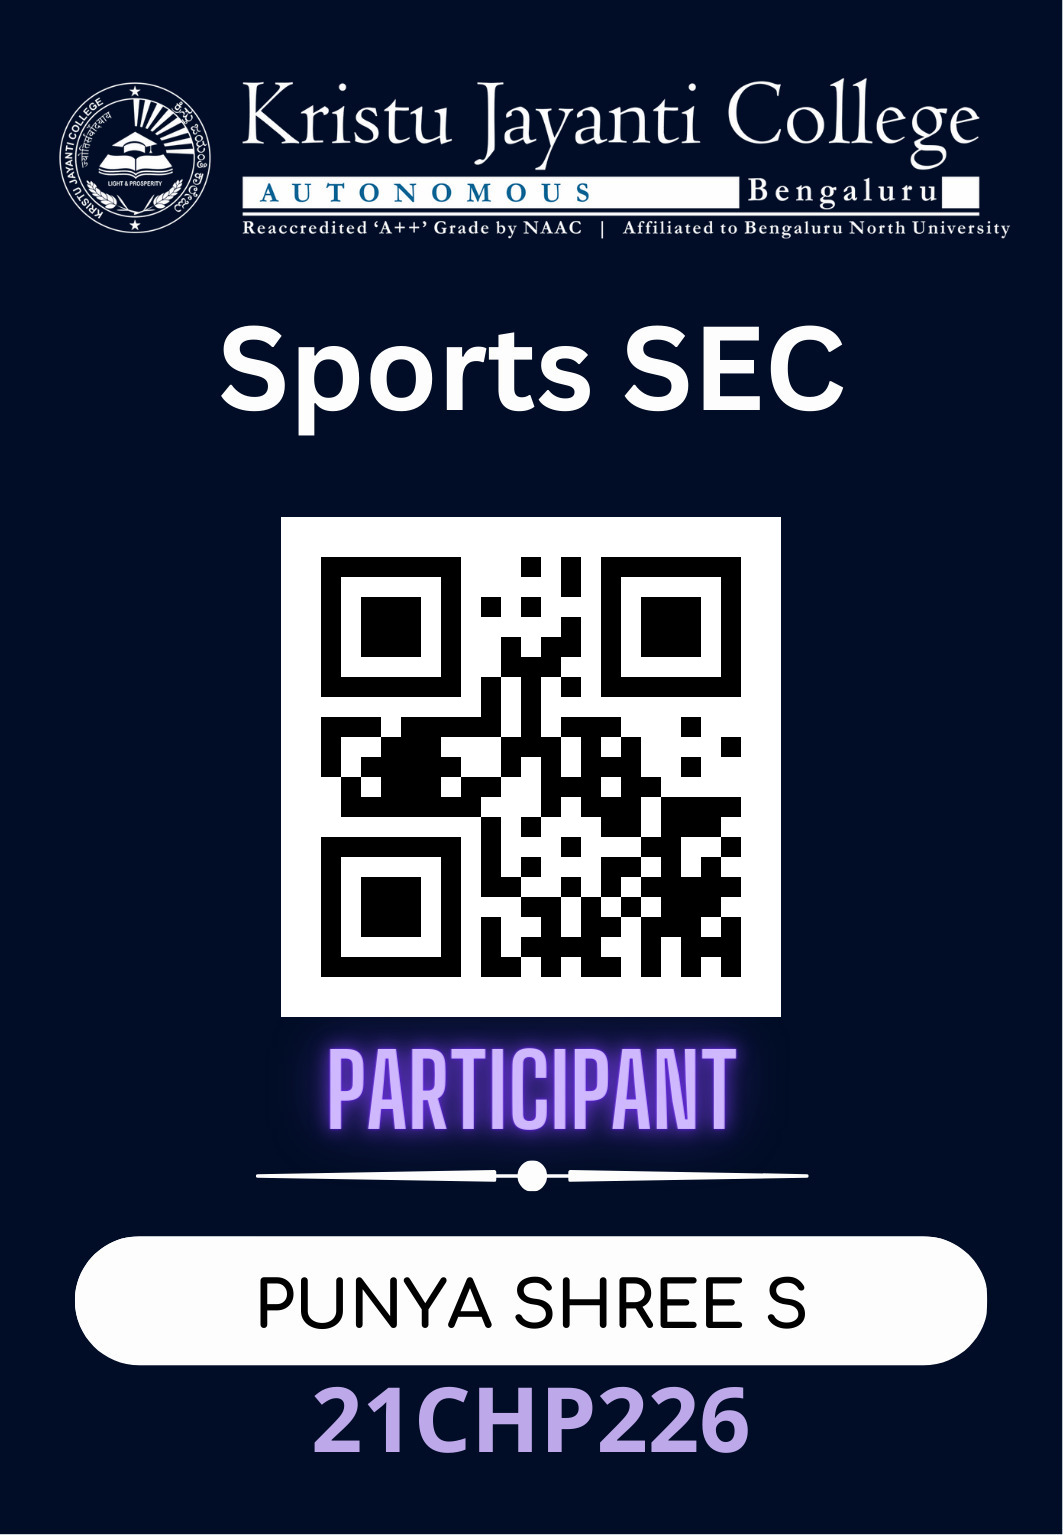 KRISTU JAYANTI COLLEGE
ಕ್ರಿಸ್ತು ಜಯಂತಿ ಕಾಲೇಜು
LIGHT & PROSPERITY
Kristu Jayanti College
AUTONOMOUS Bengaluru
Reaccredited ‘A++’ Grade by NAAC | Affiliated to Bengaluru North University
Sports SEC
PARTICIPANT
PUNYA SHREE S
21CHP226